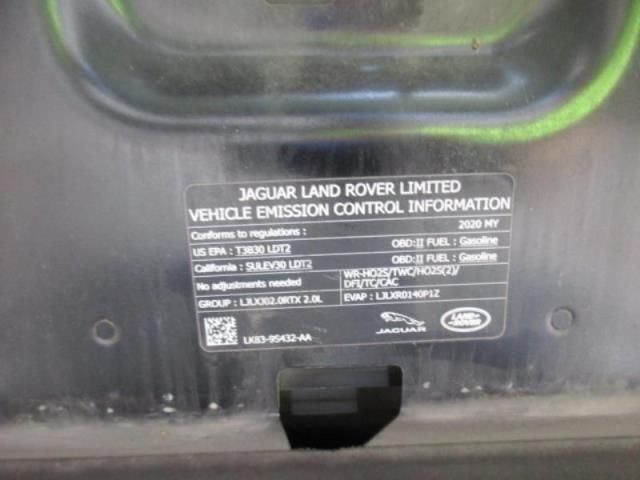 JAGUAR LAND ROVER LIMITED
VEHICLE EMISSION CONTROL INFORMATION
Conforms to regulations : 2020 MY
US EPA : T3B30 LDT2 OBD:II FUEL : Gasoline
California : SULEV30 LDT2 OBD:II FUEL : Gasoline
No adjustments needed WR-HO2S/TWC/HO2S(2)/
DFI/TC/CAC
GROUP : LJLXJ02.0RTX 2.0L EVAP : LJLXR0140P1Z
LK83-9S432-AA JAGUAR LAND ROVER